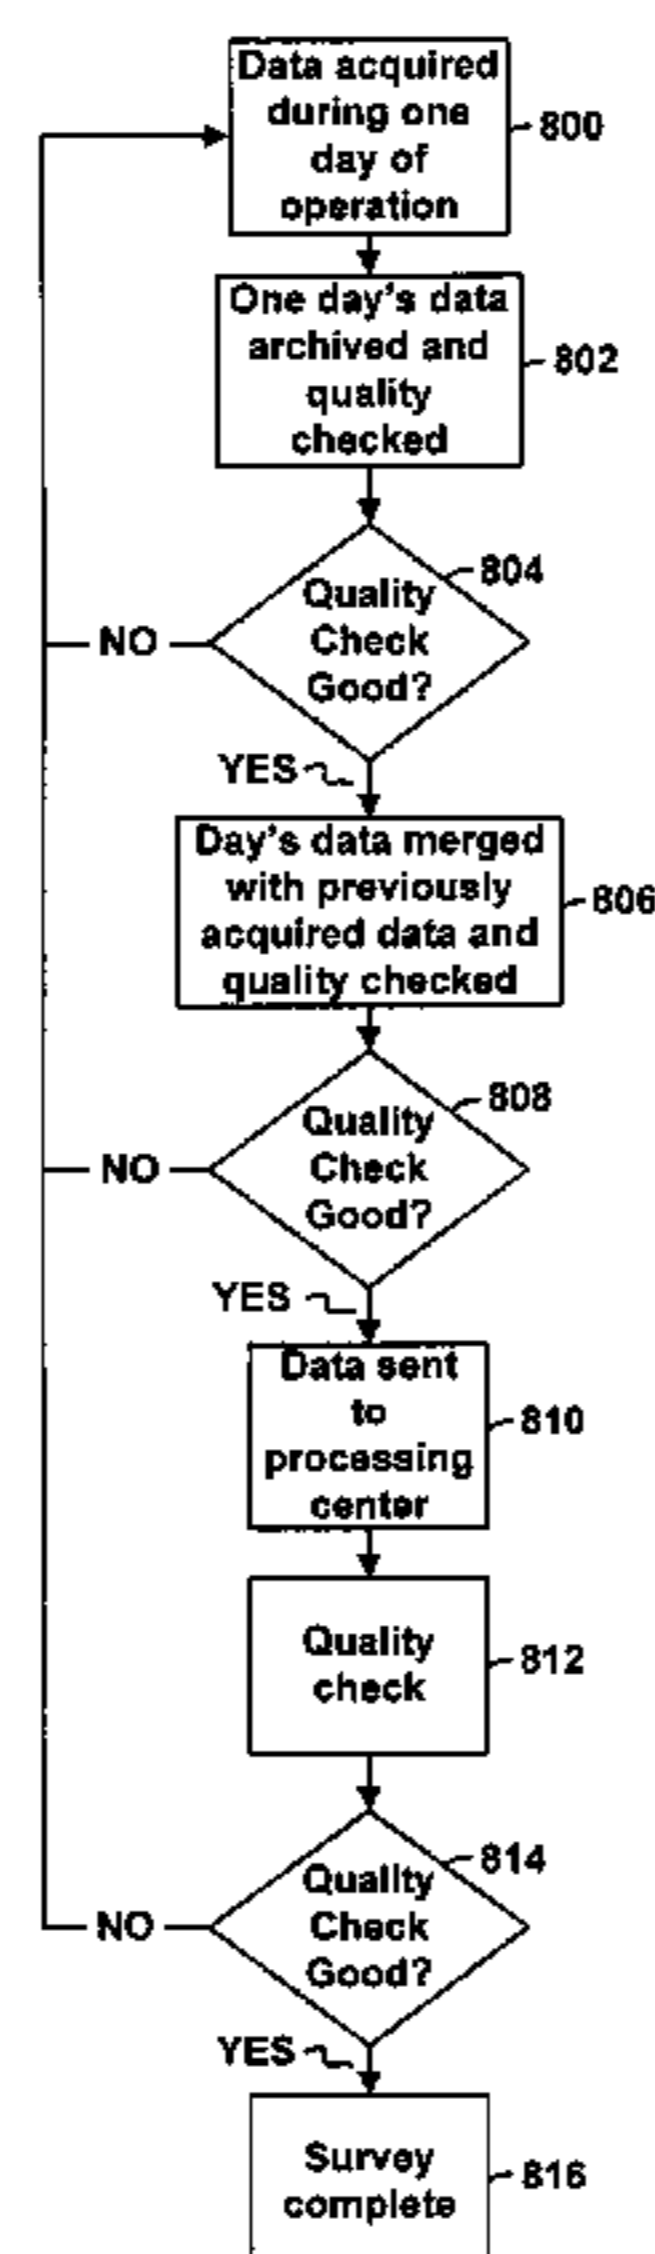 Data acquired
during one
day of
operation
800
One day's data
archived and
quality
checked
802
804
Quality
Check
Good?
NO
YES
Day's data merged
with previously
acquired data and
quality checked
806
808
Quality
Check
Good?
NO
YES
Data sent
to
processing
center
810
Quality
check
812
814
Quality
Check
Good?
NO
YES
Survey
complete
816